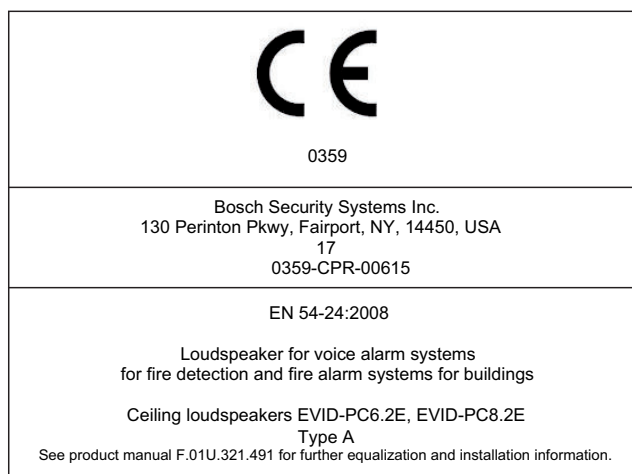 CE
0359
Bosch Security Systems Inc.
130 Perinton Pkwy, Fairport, NY, 14450, USA
17
0359-CPR-00615
EN 54-24:2008
Loudspeaker for voice alarm systems
for fire detection and fire alarm systems for buildings
Ceiling loudspeakers EVID-PC6.2E, EVID-PC8.2E
Type A
See product manual F.01U.321.491 for further equalization and installation information.